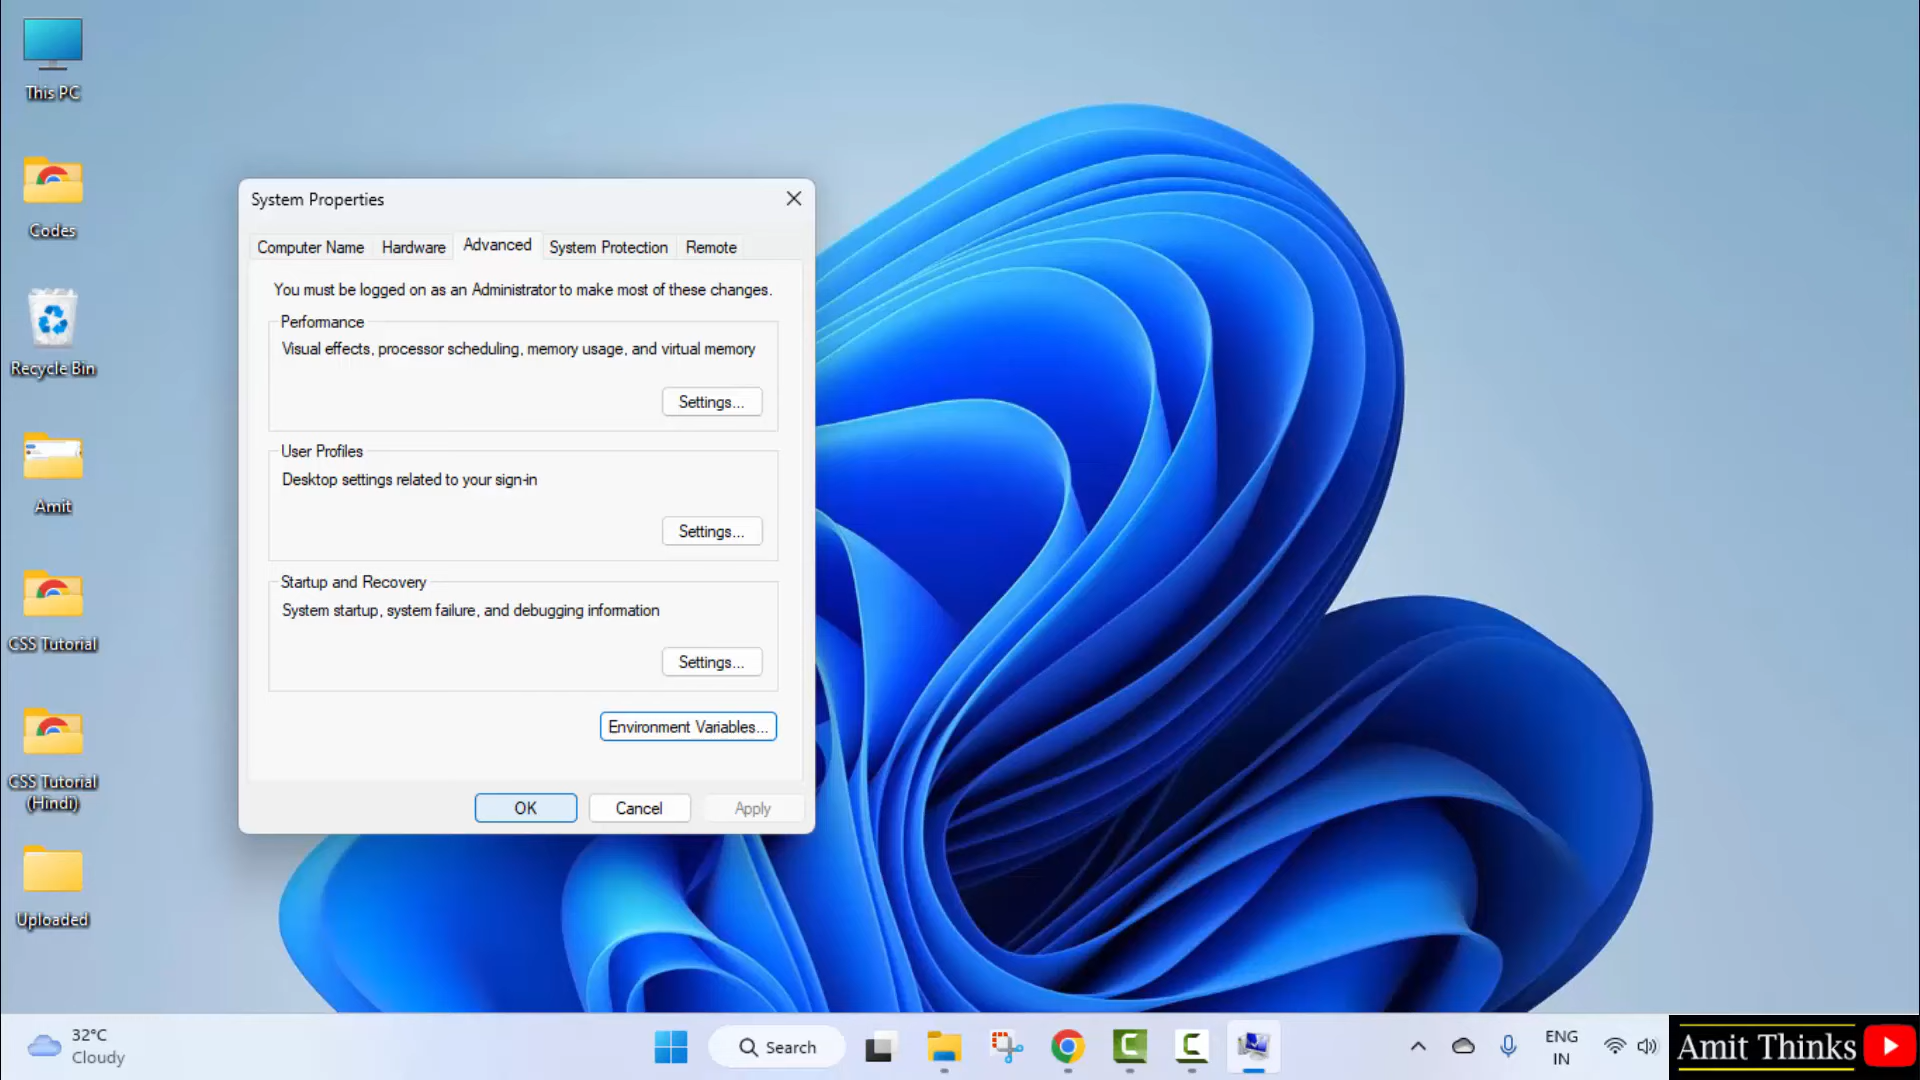 This PC
Codes
Recycle Bin
Amit
CSS Tutorial
CSS Tutorial
(Hindi)
Uploaded
System Properties
Computer Name
Hardware
Advanced
System Protection
Remote
You must be logged on as an Administrator to make most of these changes.
Performance
Visual effects, processor scheduling, memory usage, and virtual memory
Settings...
User Profiles
Desktop settings related to your sign-in
Settings...
Startup and Recovery
System startup, system failure, and debugging information
Settings...
Environment Variables...
OK
Cancel
Apply
32°C
Cloudy
Search
ENG
IN
Amit Thinks